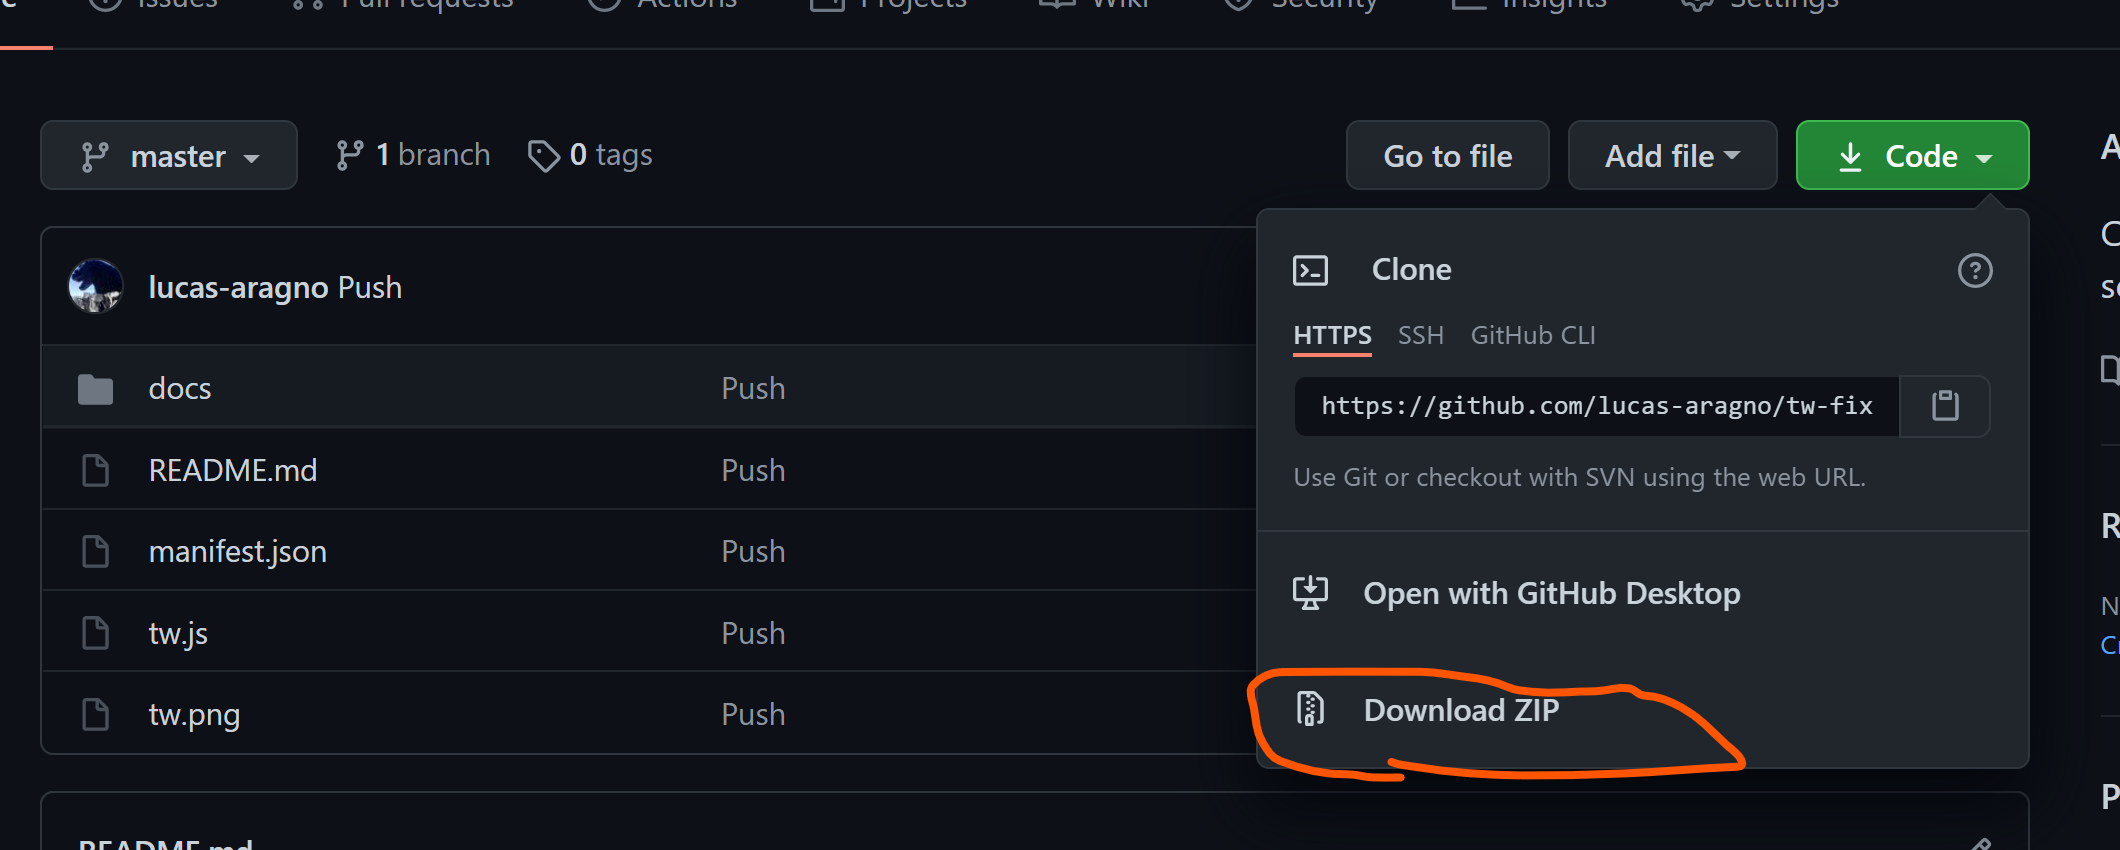 Issues Pull requests Actions Projects Wiki Security Insights Settings
master 1 branch 0 tags Go to file Add file Code
lucas-aragno Push
docs Push
README.md Push
manifest.json Push
tw.js Push
tw.png Push
Clone
HTTPS SSH GitHub CLI
https://github.com/lucas-aragno/tw-fix
Use Git or checkout with SVN using the web URL.
Open with GitHub Desktop
Download ZIP
README.md